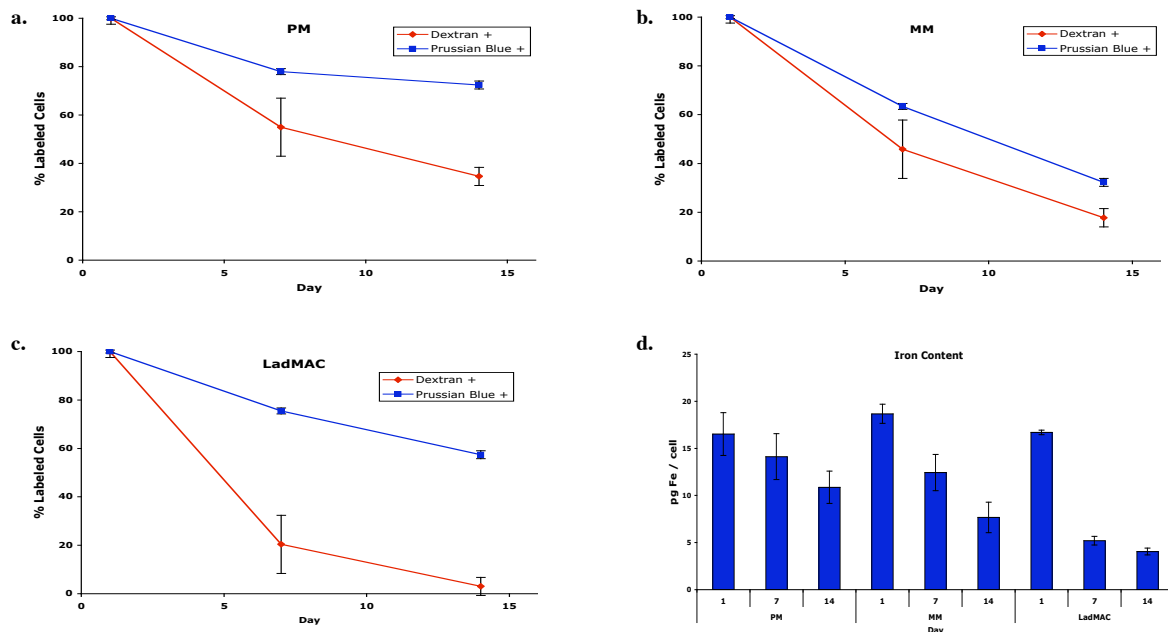 a.
PM
Dextran +
Prussian Blue +
% Labeled Cells
100
80
60
40
20
0
0 5 10 15
Day
b.
MM
Dextran +
Prussian Blue +
% Labeled Cells
100
80
60
40
20
0
0 5 10 15
Day
c.
LadMAC
Dextran +
Prussian Blue +
% Labeled Cells
100
80
60
40
20
0
0 5 10 15
Day
d.
Iron Content
pg Fe / cell
25
20
15
10
5
0
1 7 14 1 7 14 1 7 14
PM MM LadMAC
Day